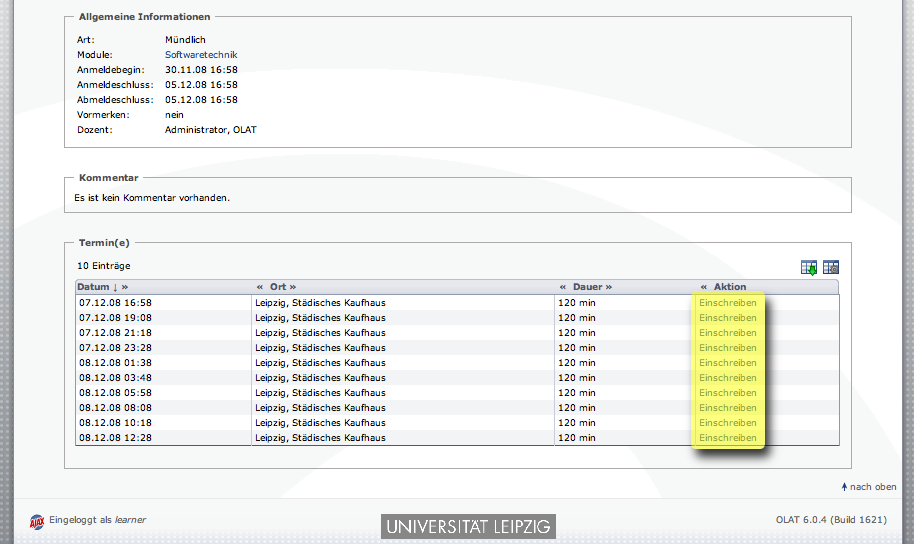 Allgemeine Informationen
Art: Mündlich
Module: Softwaretechnik
Anmeldebegin: 30.11.08 16:58
Anmeldeschluss: 05.12.08 16:58
Abmeldeschluss: 05.12.08 16:58
Vormerken: nein
Dozent: Administrator, OLAT
Kommentar
Es ist kein Kommentar vorhanden.
Termin(e)
10 Einträge
Datum ↓ » « Ort » « Dauer » « Aktion
07.12.08 16:58 Leipzig, Städisches Kaufhaus 120 min Einschreiben
07.12.08 19:08 Leipzig, Städisches Kaufhaus 120 min Einschreiben
07.12.08 21:18 Leipzig, Städisches Kaufhaus 120 min Einschreiben
07.12.08 23:28 Leipzig, Städisches Kaufhaus 120 min Einschreiben
08.12.08 01:38 Leipzig, Städisches Kaufhaus 120 min Einschreiben
08.12.08 03:48 Leipzig, Städisches Kaufhaus 120 min Einschreiben
08.12.08 05:58 Leipzig, Städisches Kaufhaus 120 min Einschreiben
08.12.08 08:08 Leipzig, Städisches Kaufhaus 120 min Einschreiben
08.12.08 10:18 Leipzig, Städisches Kaufhaus 120 min Einschreiben
08.12.08 12:28 Leipzig, Städisches Kaufhaus 120 min Einschreiben
nach oben
AJAX Eingeloggt als learner
UNIVERSITÄT LEIPZIG
OLAT 6.0.4 (Build 1621)